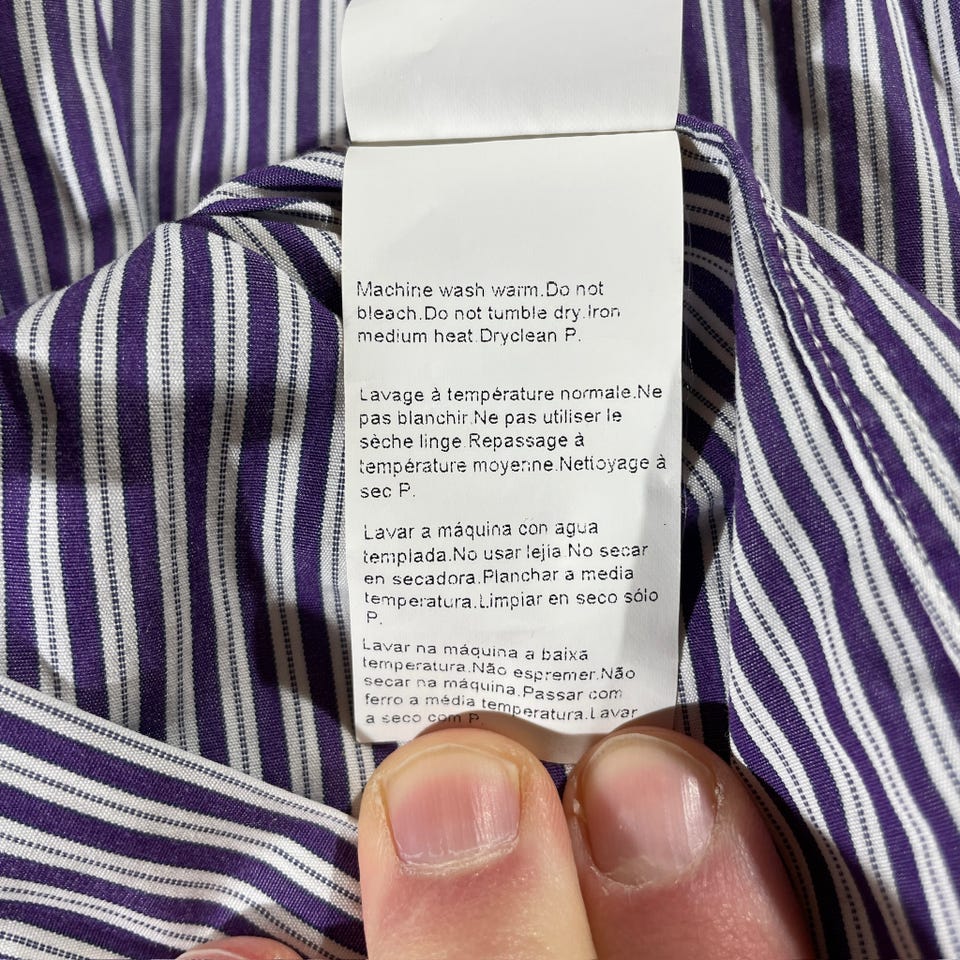 Machine wash warm.Do not
bleach.Do not tumble dry.Iron
medium heat.Dryclean P.
Lavage à température normale.Ne
pas blanchir.Ne pas utiliser le
sèche linge.Repassage à
température moyenne.Nettoyage à
sec P.
Lavar a máquina con agua
templada.No usar lejia.No secar
en secadora.Planchar a media
temperatura.Limpiar en seco sólo
P.
Lavar na máquina a baixa
temperatura.Não espremer.Não
secar na máquina.Passar com
ferro a média temperatura.Lavar
a seco com P.